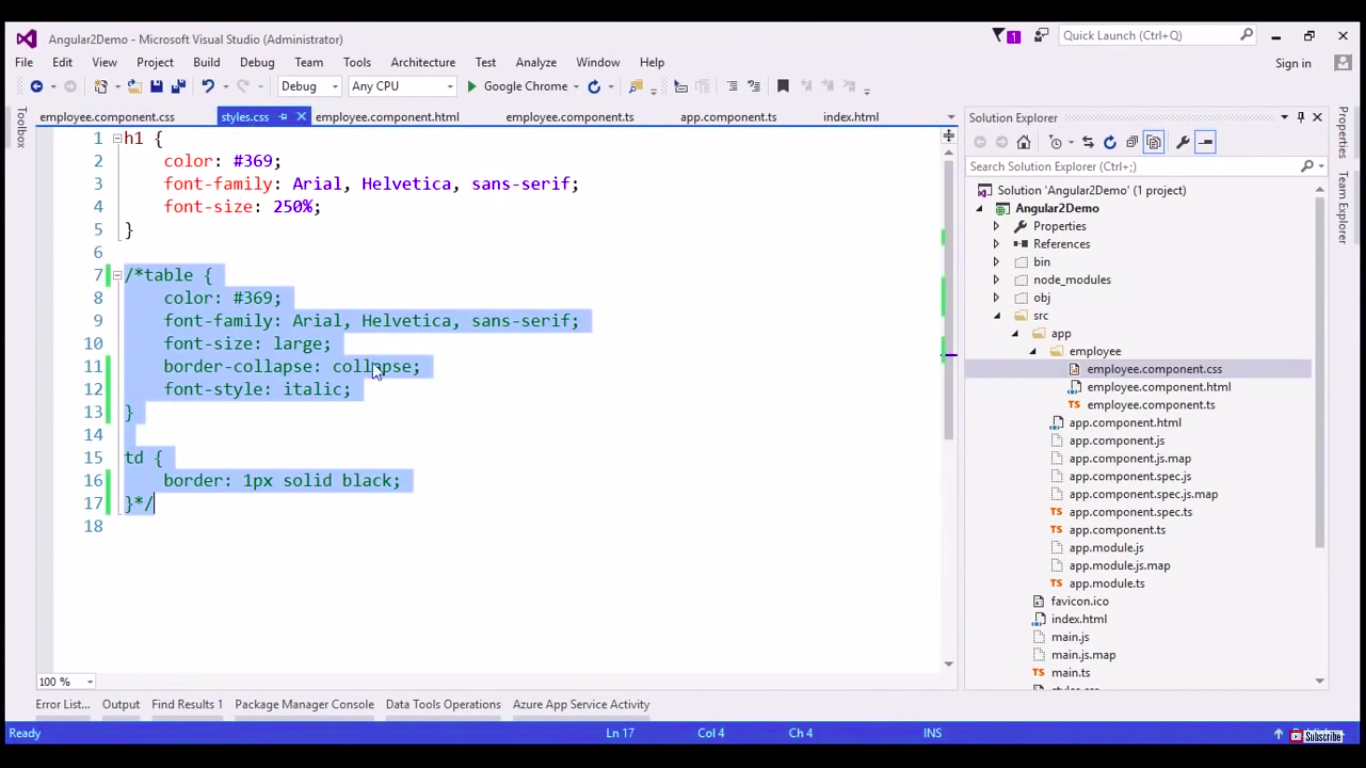 Angular2Demo - Microsoft Visual Studio (Administrator)
1
Quick Launch (Ctrl+Q)
File Edit View Project Build Debug Team Tools Architecture Test Analyze Window Help
Sign in
Debug Any CPU Google Chrome
Toolbox
employee.component.css styles.css employee.component.html employee.component.ts app.component.ts index.html
1 h1 {
2 color: #369;
3 font-family: Arial, Helvetica, sans-serif;
4 font-size: 250%;
5 }
6
7 /*table {
8 color: #369;
9 font-family: Arial, Helvetica, sans-serif;
10 font-size: large;
11 border-collapse: collapse;
12 font-style: italic;
13 }
14
15 td {
16 border: 1px solid black;
17 }*/
18
100 %
Solution Explorer
Search Solution Explorer (Ctrl+;)
Solution 'Angular2Demo' (1 project)
Angular2Demo
Properties
References
bin
node_modules
obj
src
app
employee
employee.component.css
employee.component.html
TS employee.component.ts
app.component.html
app.component.js
app.component.js.map
app.component.spec.js
app.component.spec.js.map
TS app.component.spec.ts
TS app.component.ts
app.module.js
app.module.js.map
TS app.module.ts
favicon.ico
index.html
main.js
main.js.map
TS main.ts
Properties
Team Explorer
Error List... Output Find Results 1 Package Manager Console Data Tools Operations Azure App Service Activity
Ready Ln 17 Col 4 Ch 4 INS
Subscribe